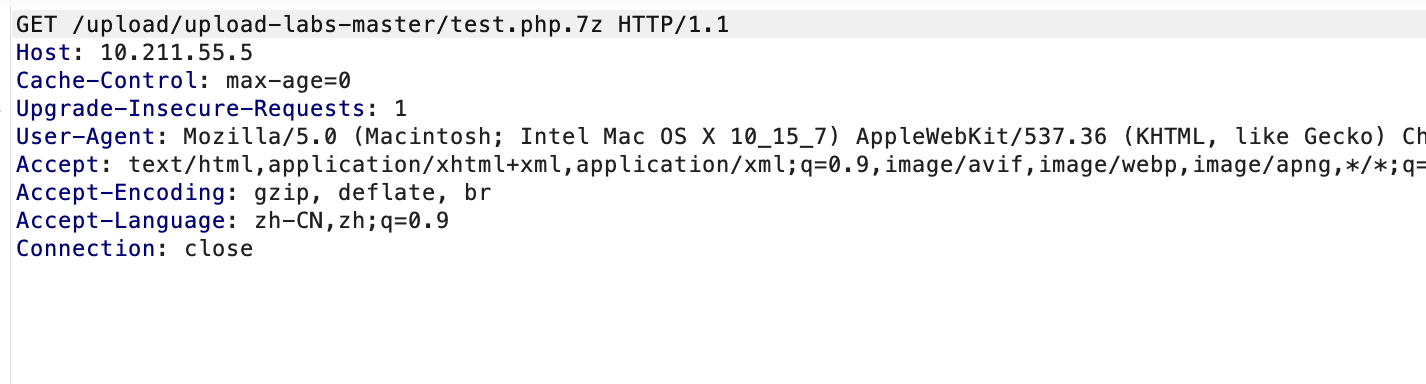 GET /upload/upload-labs-master/test.php.7z HTTP/1.1
Host: 10.211.55.5
Cache-Control: max-age=0
Upgrade-Insecure-Requests: 1
User-Agent: Mozilla/5.0 (Macintosh; Intel Mac OS X 10_15_7) AppleWebKit/537.36 (KHTML, like Gecko) Ch
Accept: text/html,application/xhtml+xml,application/xml;q=0.9,image/avif,image/webp,image/apng,*/*;q=
Accept-Encoding: gzip, deflate, br
Accept-Language: zh-CN,zh;q=0.9
Connection: close